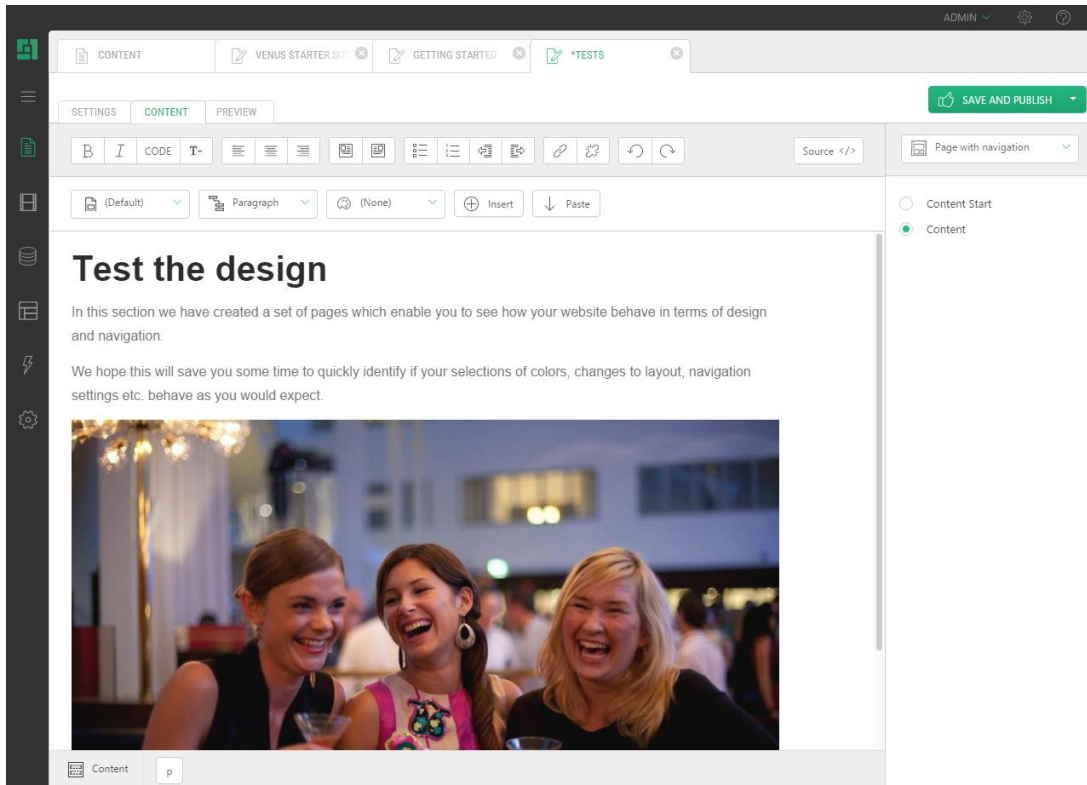 ADMIN
CONTENT
VENUS STARTER SIT
GETTING STARTED
*TESTS
SETTINGS
CONTENT
PREVIEW
SAVE AND PUBLISH
B I CODE T-
Source </>
Page with navigation
(Default)
Paragraph
(None)
Insert
Paste
Content Start
Content
Test the design
In this section we have created a set of pages which enable you to see how your website behave in terms of design
and navigation.
We hope this will save you some time to quickly identify if your selections of colors, changes to layout, navigation
settings etc. behave as you would expect.
Content
p